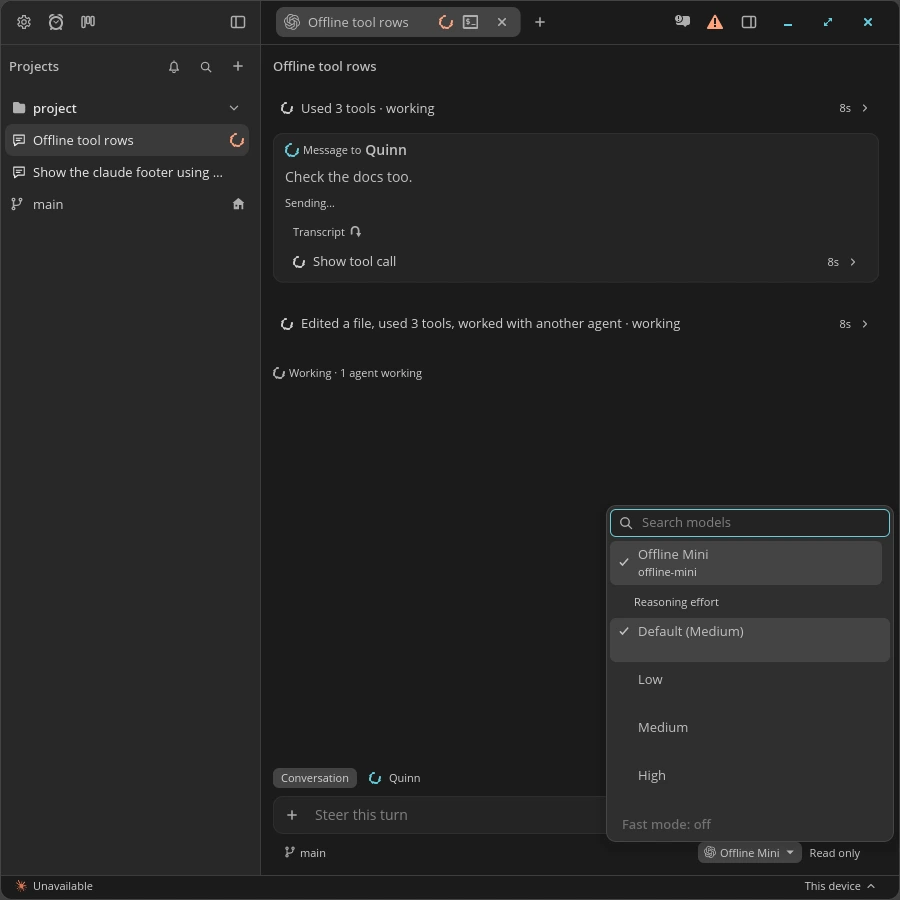 Offline tool rows
Projects
Offline tool rows
project
Used 3 tools · working
8s
Offline tool rows
Message to Quinn
Show the claude footer using ...
Check the docs too.
main
Sending...
Transcript
Show tool call
8s
Edited a file, used 3 tools, worked with another agent · working
8s
Working · 1 agent working
Search models
Offline Mini
offline-mini
Reasoning effort
Default (Medium)
Low
Medium
High
Fast mode: off
Conversation
Quinn
Steer this turn
main
Offline Mini
Read only
Unavailable
This device